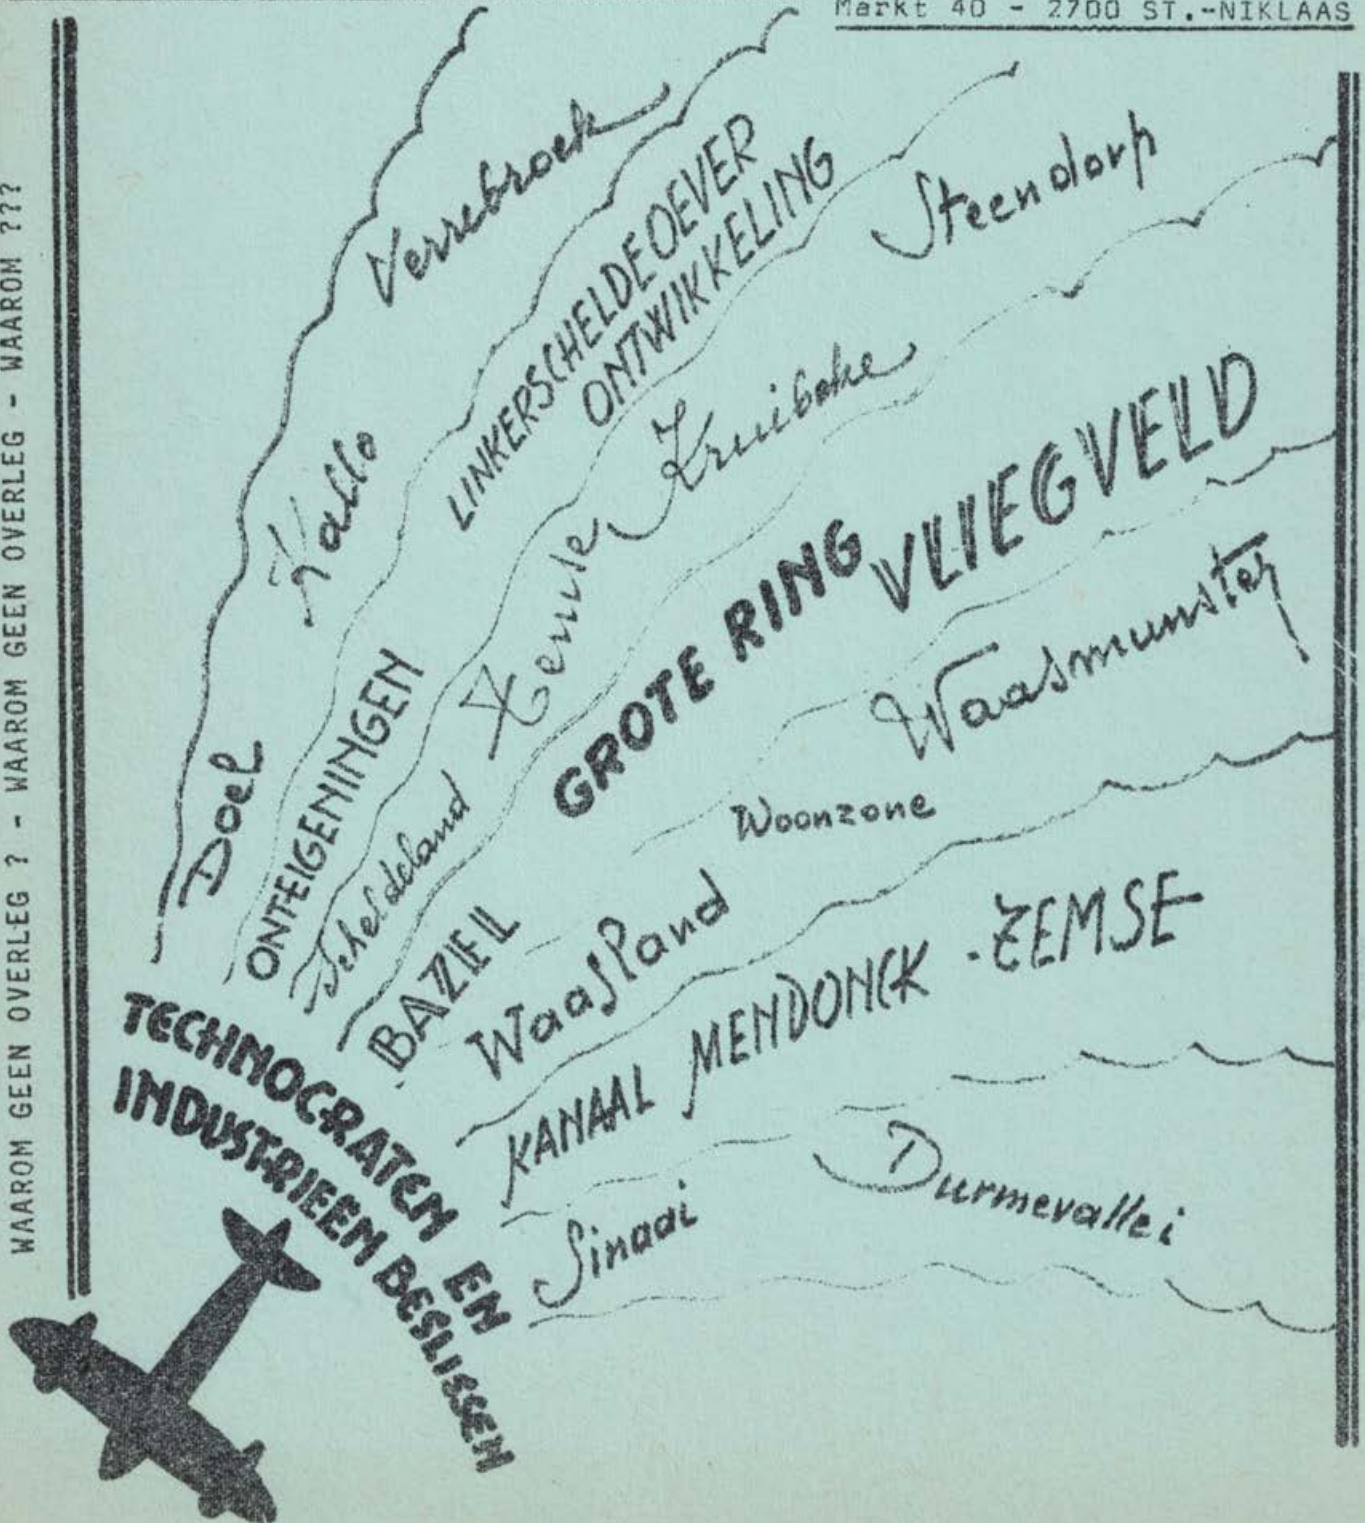 Markt 40 - 2700 ST.-NIKLAAS
WAAROM GEEN OVERLEG ? - WAAROM GEEN OVERLEG - WAAROM ???
Verrebroek
Kallo
Doel
LINKERSCHELDEOEVER
ONTWIKKELING
ONTEIGENINGEN
Steendorp
Kruibeke
Temse
Scheldeland
VLIEGVELD
GROTE RING
BAZEL
Waasmunster
Woonzone
Waasland
KANAAL MENDONCK - TEMSE
Durmevallei
Sinaai
TECHNOCRATEN EN
INDUSTRIEEN BESLISSEN